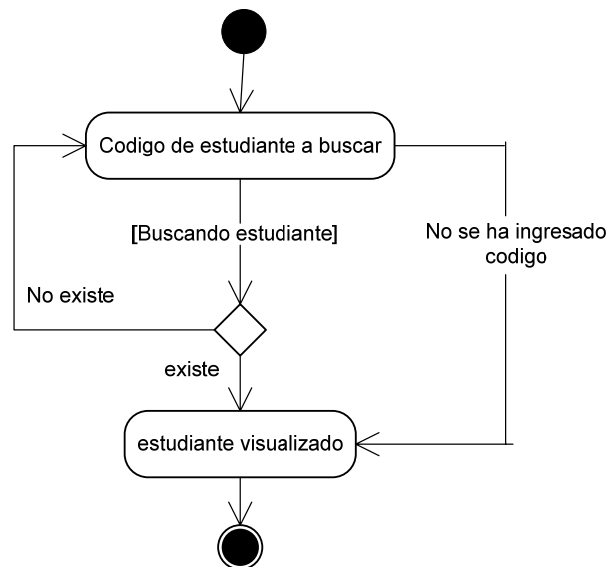 Codigo de estudiante a buscar
[Buscando estudiante]
No se ha ingresado
codigo
No existe
existe
estudiante visualizado